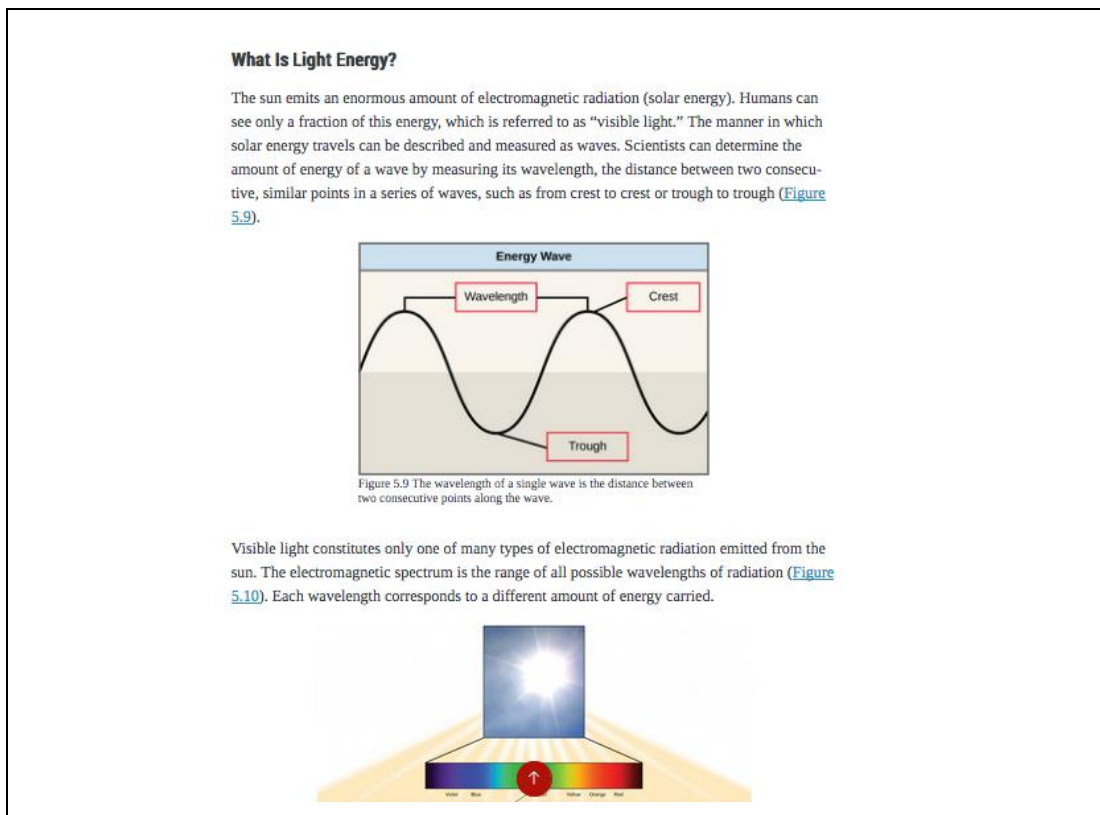 What Is Light Energy?
The sun emits an enormous amount of electromagnetic radiation (solar energy). Humans can
see only a fraction of this energy, which is referred to as “visible light.” The manner in which
solar energy travels can be described and measured as waves. Scientists can determine the
amount of energy of a wave by measuring its wavelength, the distance between two consecu-
tive, similar points in a series of waves, such as from crest to crest or trough to trough (Figure
5.9).
Energy Wave
Wavelength
Crest
Trough
Figure 5.9 The wavelength of a single wave is the distance between
two consecutive points along the wave.
Visible light constitutes only one of many types of electromagnetic radiation emitted from the
sun. The electromagnetic spectrum is the range of all possible wavelengths of radiation (Figure
5.10). Each wavelength corresponds to a different amount of energy carried.
Violet Blue Yellow Orange Red